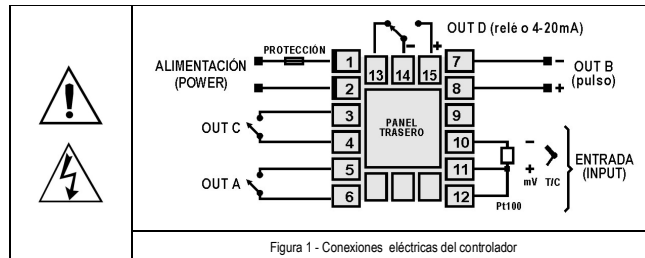 OUT D (relé o 4-20mA)
PROTECCIÓN
ALIMENTACIÓN
(POWER)
OUT C
OUT A
- +
1
2
3
4
5
6
13 14 15
PANEL
TRASERO
7
8
9
10
11
12
-
OUT B
(pulso)
+
-
+
mV T/C
Pt100
ENTRADA
(INPUT)
Figura 1 - Conexiones eléctricas del controlador